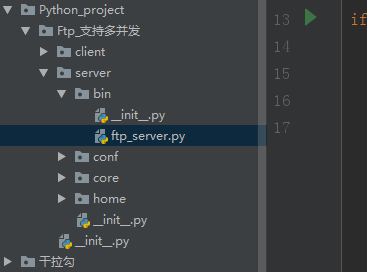 Python_project
Ftp_支持多并发
client
server
bin
__init__.py
ftp_server.py
conf
core
home
__init__.py
__init__.py
干拉勾
13 if
14
15
16
17